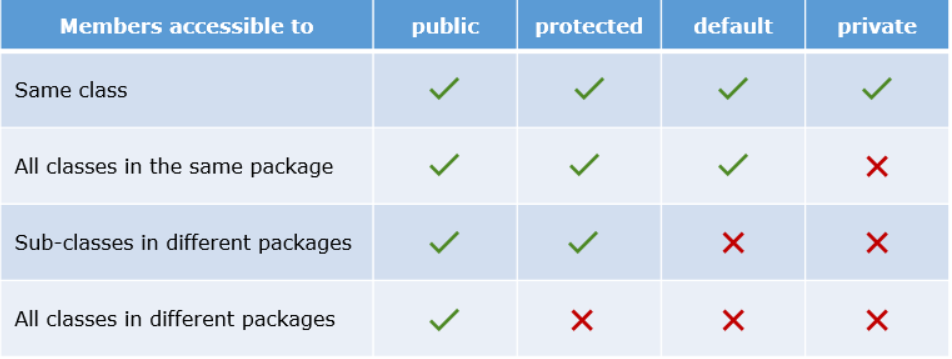 Members accessible to public protected default private
Same class
All classes in the same package
Sub-classes in different packages
All classes in different packages